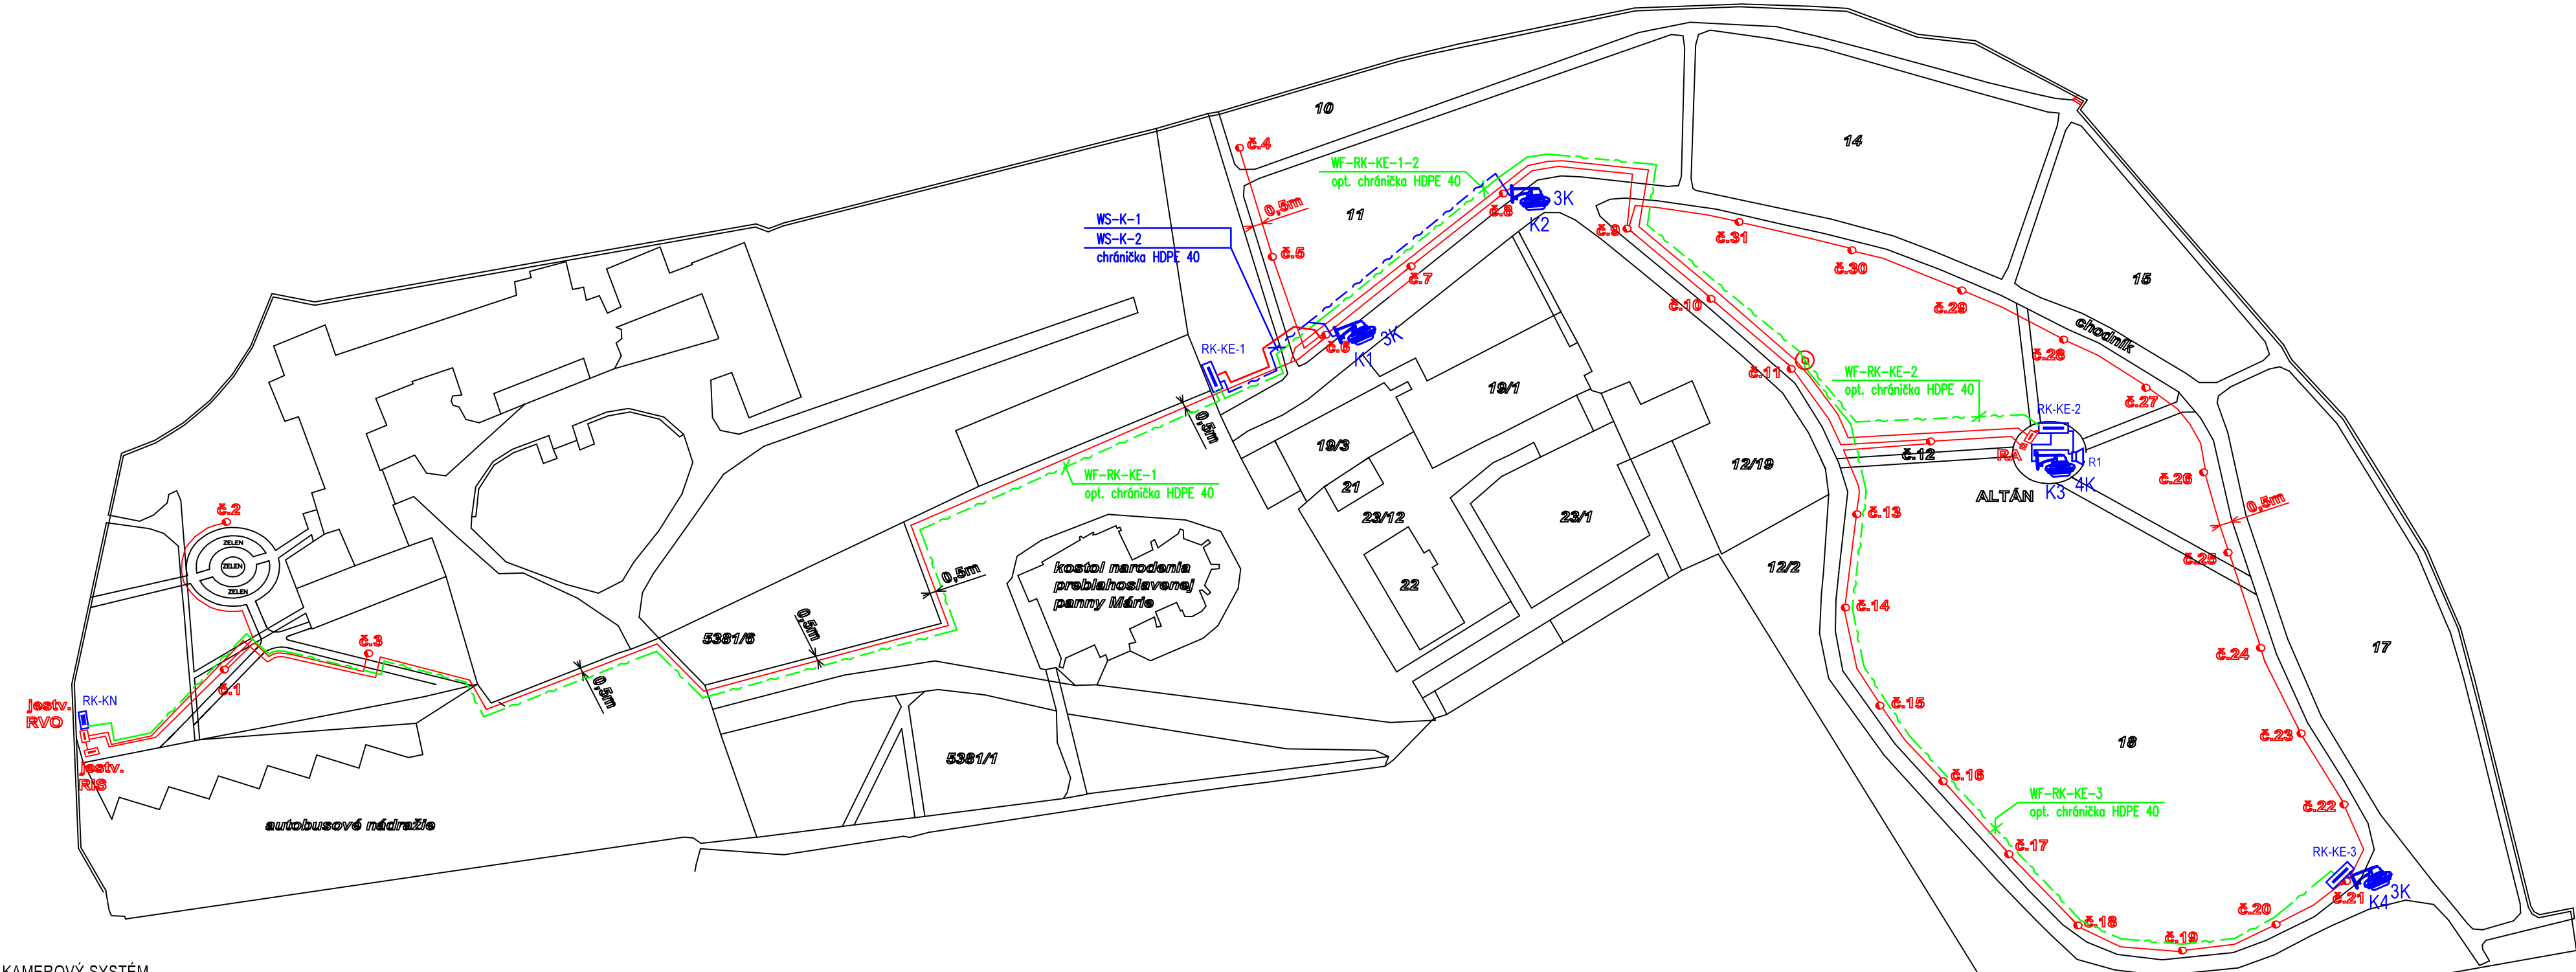 10
č.4
14
WF-RK-KE-1-2
opt. chránička HDPE 40
0,5m
11
č.8
3K
K2
WS-K-1
WS-K-2
chránička HDPE 40
č.5
č.7
č.9
č.31
č.30
15
č.10
č.29
chodník
RK-KE-1
č.6
3K
K1
č.28
č.11
WF-RK-KE-2
opt. chránička HDPE 40
č.27
19/1
0,5m
RK-KE-2
19/3
č.12
RA
R1
12/19
WF-RK-KE-1
opt. chránička HDPE 40
21
ALTÁN
K3
4K
č.26
0,5m
č.2
23/12
23/1
č.13
ZELEN
ZELEN
ZELEN
kostol narodenia
preblahoslavenej
panny Márie
0,5m
12/2
22
č.25
č.14
0,5m
5381/6
č.3
č.24
17
č.1
0,5m
jestv.
RVO
RK-KN
č.15
č.23
18
5381/1
jestv.
RiS
č.16
WF-RK-KE-3
opt. chránička HDPE 40
č.22
autobusové nádražie
č.17
RK-KE-3
č.21
K4
3K
č.18
č.19
č.20
KAMEROVÝ SYSTÉM